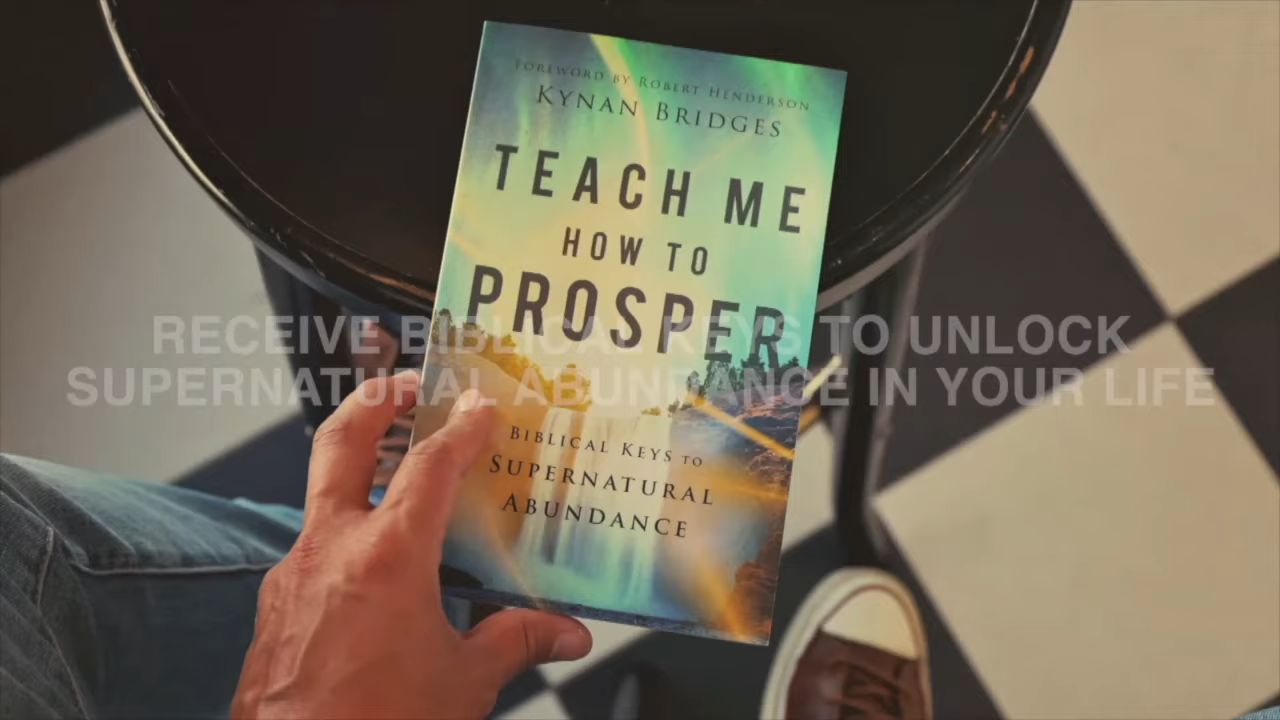 FOREWORD BY ROBERT HENDERSON
KYNAN BRIDGES
TEACH ME
HOW TO
PROSPER
RECEIVE BIBLICAL KEYS TO UNLOCK
SUPERNATURAL ABUNDANCE IN YOUR LIFE
BIBLICAL KEYS TO
SUPERNATURAL
ABUNDANCE